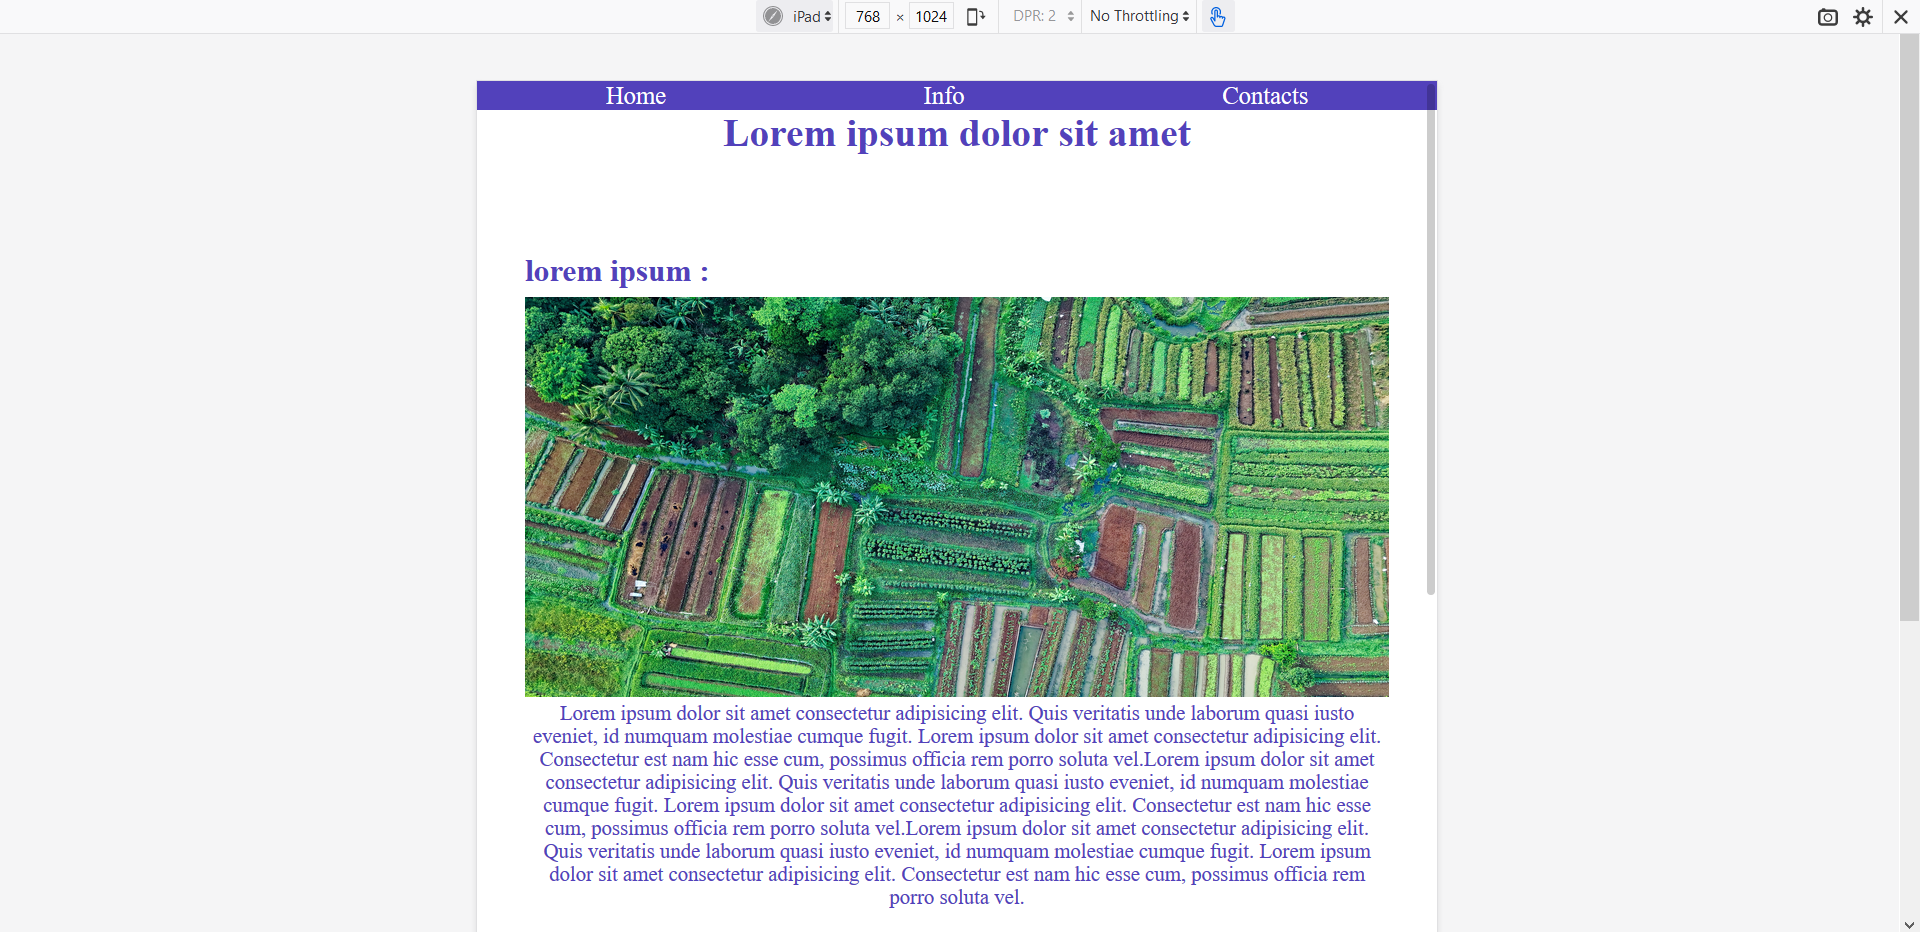 iPad 768 × 1024 DPR: 2 No Throttling
Home Info Contacts
Lorem ipsum dolor sit amet
lorem ipsum :
Lorem ipsum dolor sit amet consectetur adipisicing elit. Quis veritatis unde laborum quasi iusto
eveniet, id numquam molestiae cumque fugit. Lorem ipsum dolor sit amet consectetur adipisicing elit.
Consectetur est nam hic esse cum, possimus officia rem porro soluta vel.Lorem ipsum dolor sit amet
consectetur adipisicing elit. Quis veritatis unde laborum quasi iusto eveniet, id numquam molestiae
cumque fugit. Lorem ipsum dolor sit amet consectetur adipisicing elit. Consectetur est nam hic esse
cum, possimus officia rem porro soluta vel.Lorem ipsum dolor sit amet consectetur adipisicing elit.
Quis veritatis unde laborum quasi iusto eveniet, id numquam molestiae cumque fugit. Lorem ipsum
dolor sit amet consectetur adipisicing elit. Consectetur est nam hic esse cum, possimus officia rem
porro soluta vel.